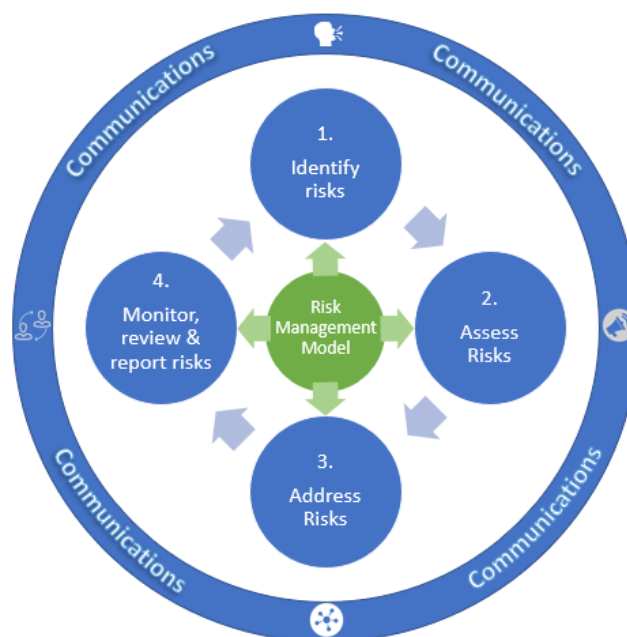 Communications
Communications
1.
Identify
risks
2.
Assess
Risks
3.
Address
Risks
4.
Monitor,
review &
report risks
Risk
Management
Model
Communications
Communications